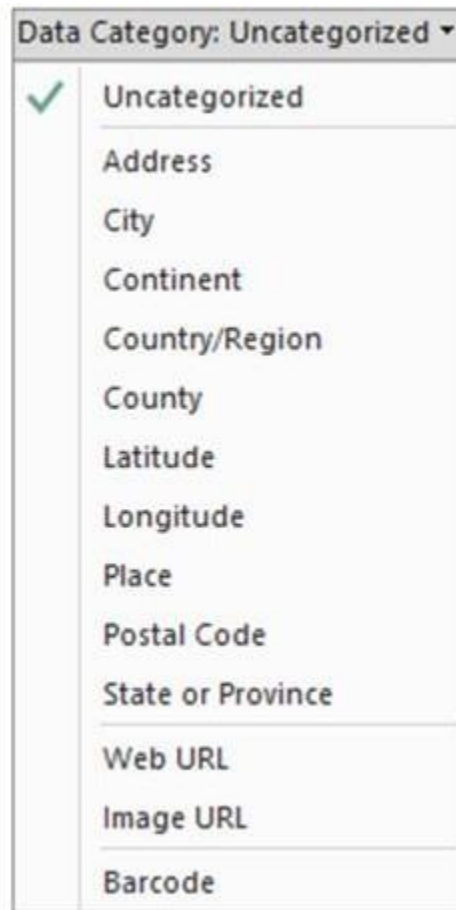 Data Category: Uncategorized
Uncategorized
Address
City
Continent
Country/Region
County
Latitude
Longitude
Place
Postal Code
State or Province
Web URL
Image URL
Barcode